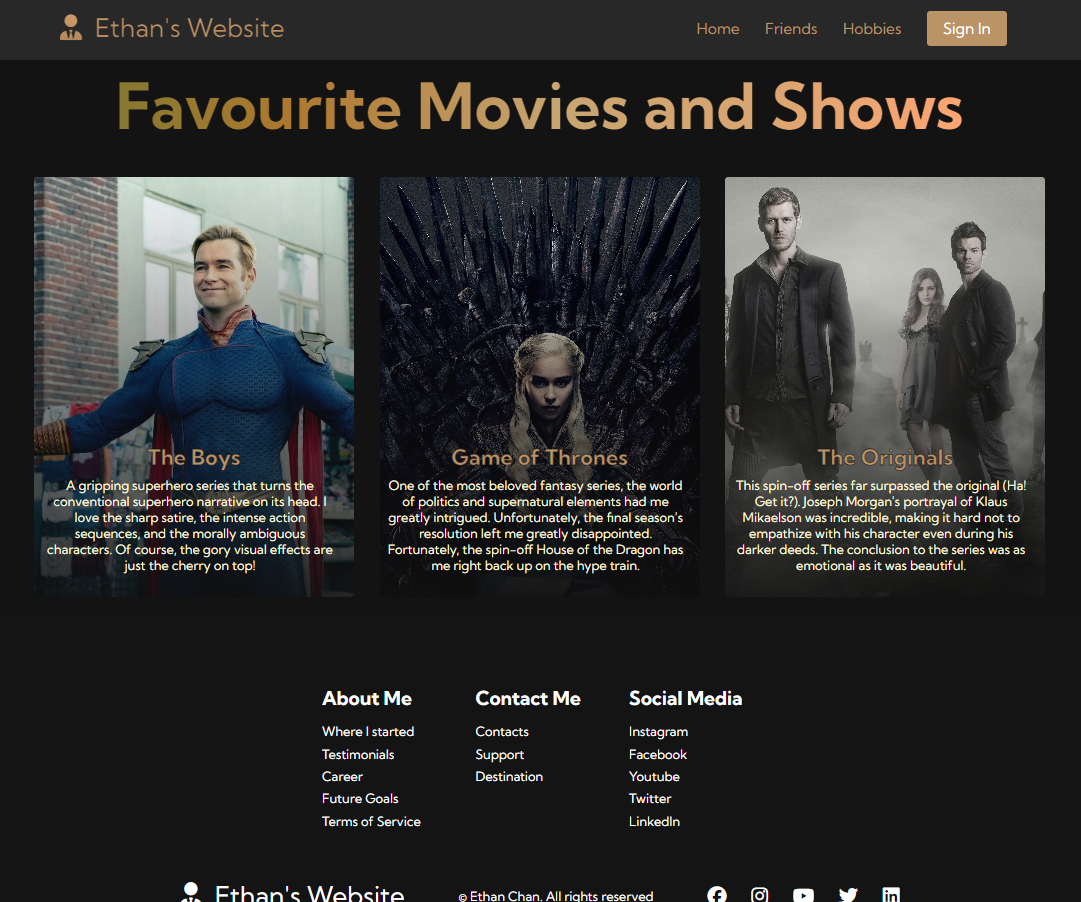 Ethan's Website
Home
Friends
Hobbies
Sign In
Favourite Movies and Shows
The Boys
A gripping superhero series that turns the
conventional superhero narrative on its head. I
love the sharp satire, the intense action
sequences, and the morally ambiguous
characters. Of course, the gory visual effects are
just the cherry on top!
Game of Thrones
One of the most beloved fantasy series, the world
of politics and supernatural elements had me
greatly intrigued. Unfortunately, the final season's
resolution left me greatly disappointed.
Fortunately, the spin-off House of the Dragon has
me right back up on the hype train.
The Originals
This spin-off series far surpassed the original (Ha!
Get it?). Joseph Morgan's portrayal of Klaus
Mikaelson was incredible, making it hard not to
empathize with his character even during his
darker deeds. The conclusion to the series was as
emotional as it was beautiful.
About Me
Where I started
Testimonials
Career
Future Goals
Terms of Service
Contact Me
Contacts
Support
Destination
Social Media
Instagram
Facebook
Youtube
Twitter
LinkedIn
Ethan's Website
© Ethan Chan. All rights reserved